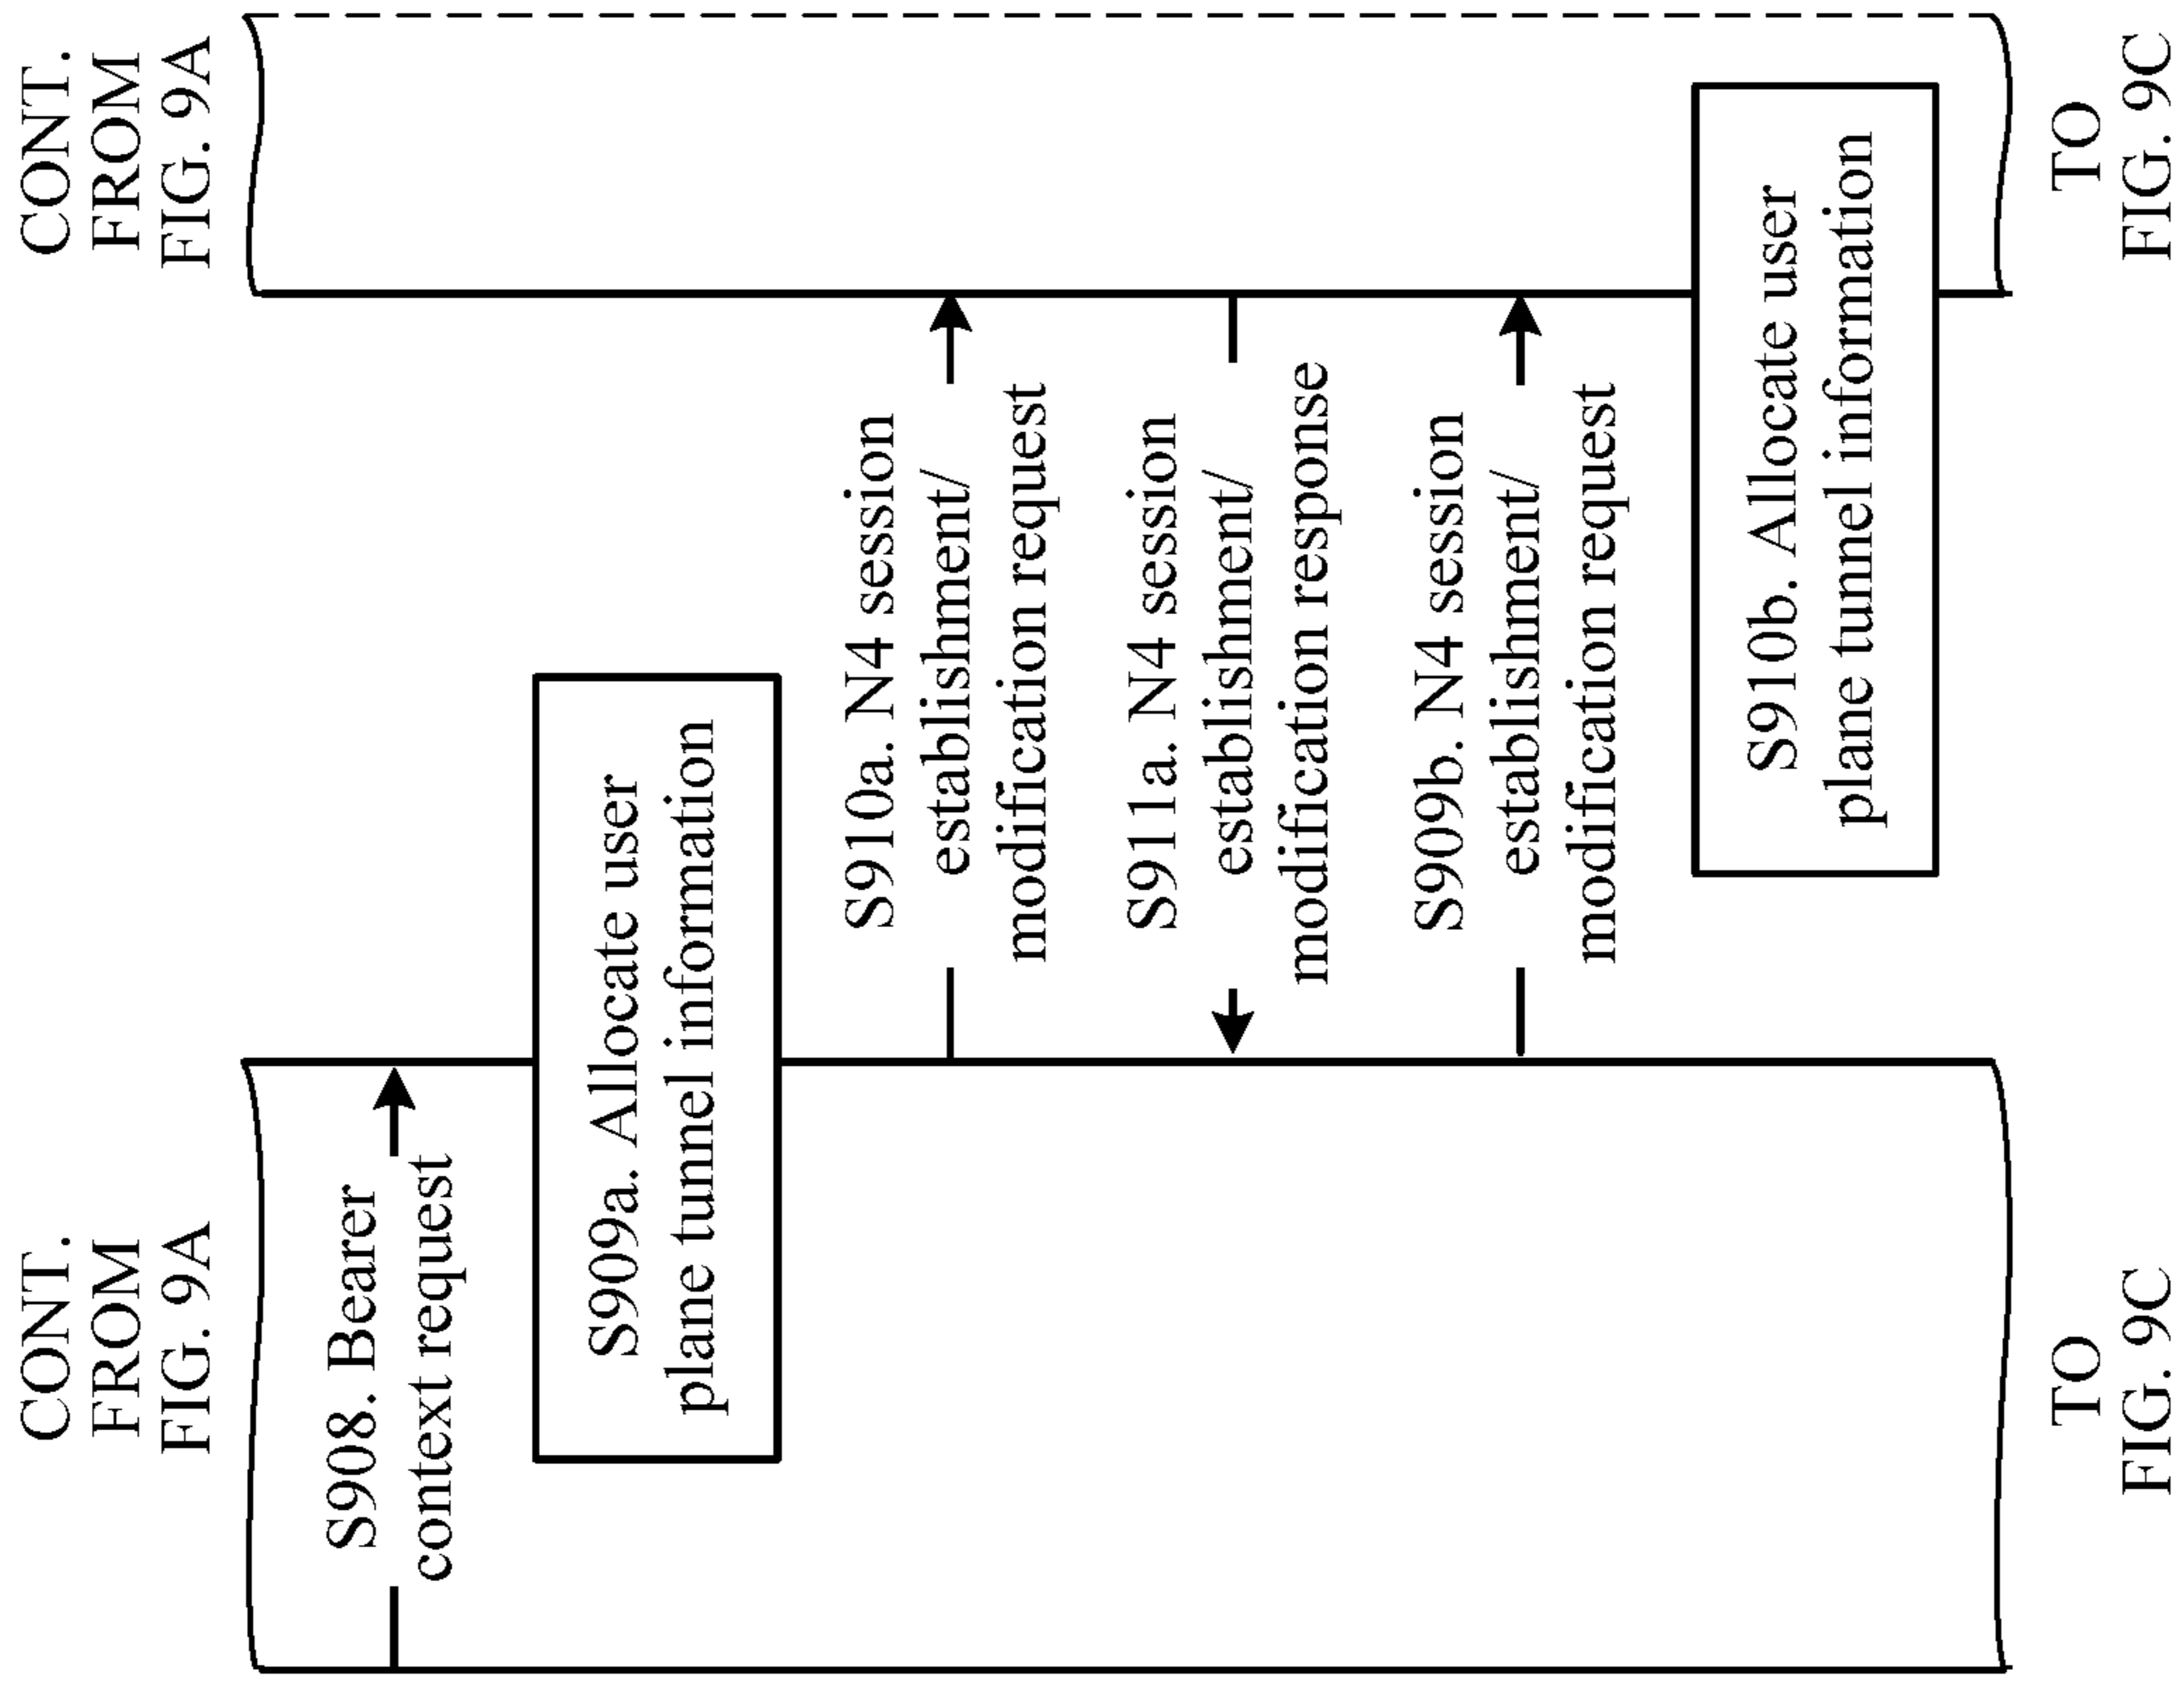 CONT.
FROM
FIG. 9A
CONT.
FROM
FIG. 9A
S908. Bearer
context request
S909a. Allocate user
plane tunnel information
S910a. N4 session
establishment/
modification request
S911a. N4 session
establishment/
modification response
S909b. N4 session
establishment/
modification request
S910b. Allocate user
plane tunnel information
TO
FIG. 9C
TO
FIG. 9C